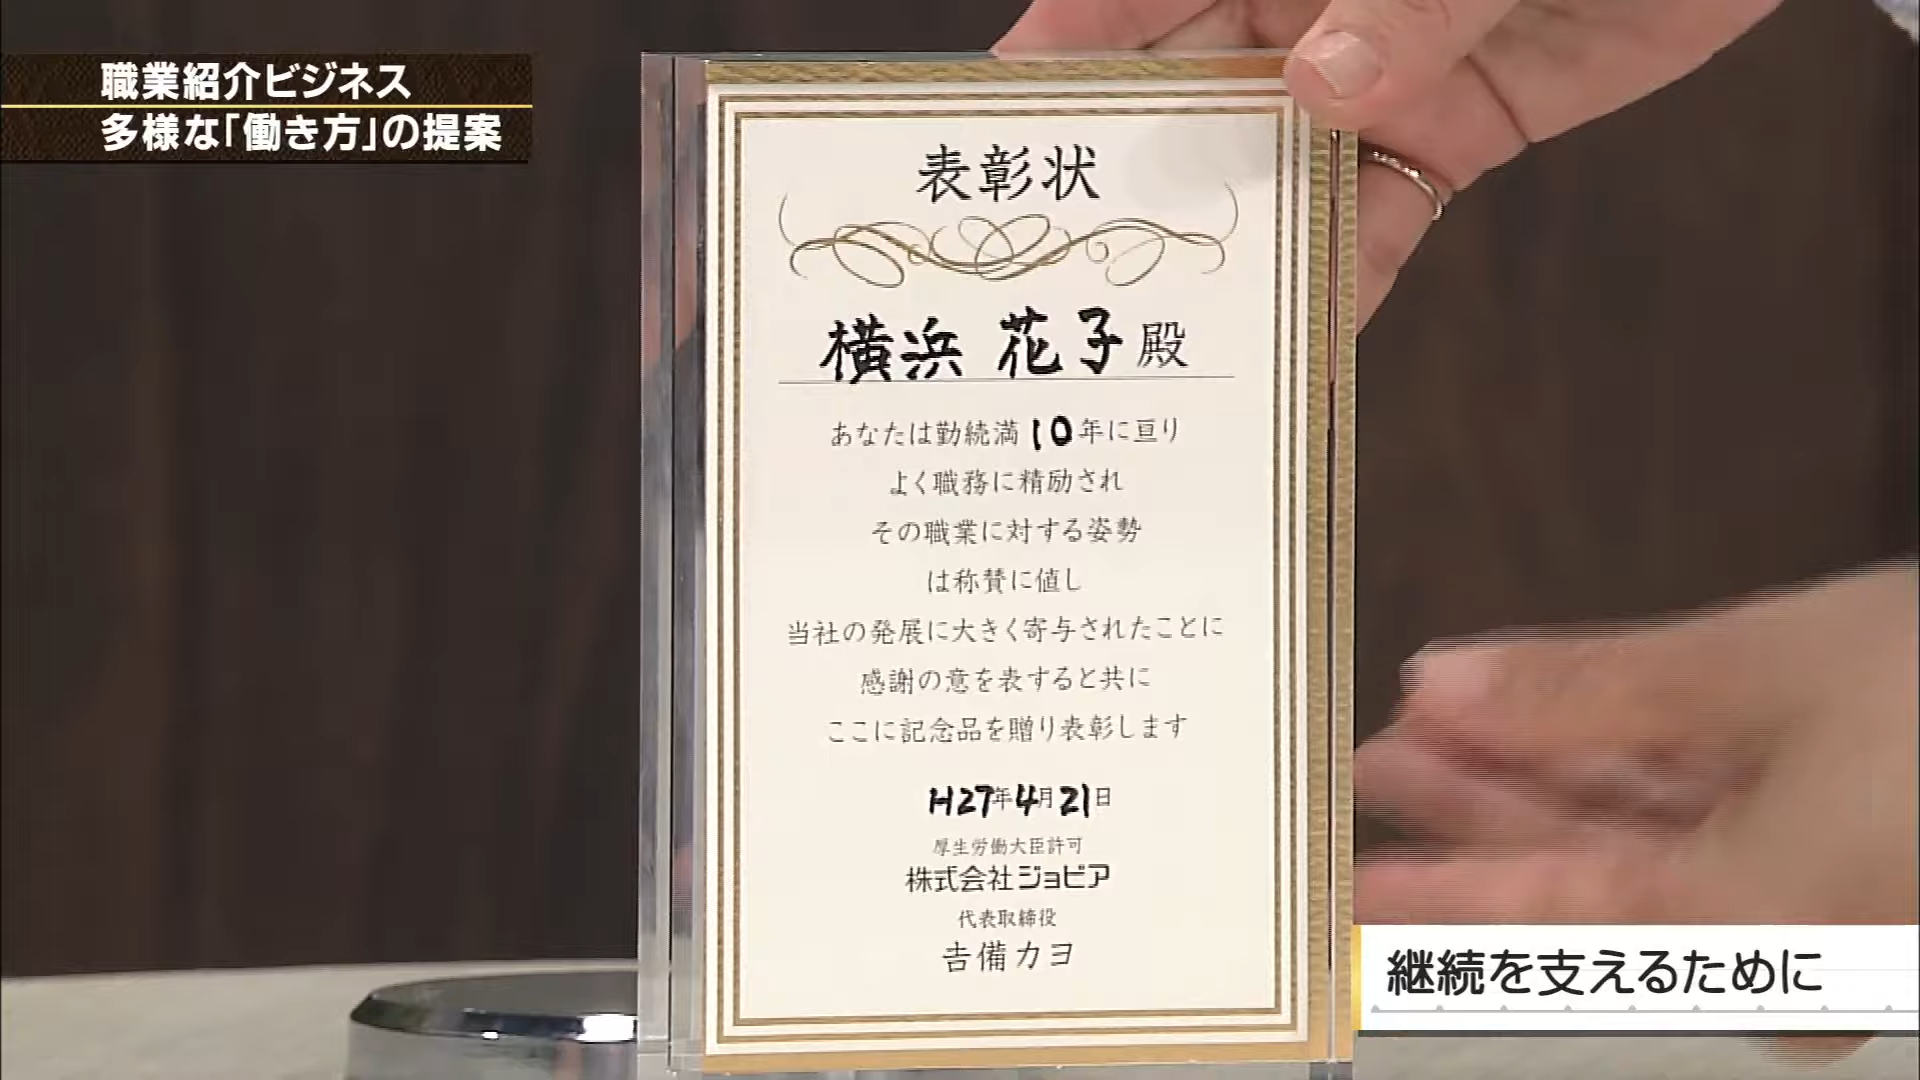 職業紹介ビジネス
多様な「働き方」の提案
表彰状
横浜 花子殿
あなたは勤続満10年に亘り
よく職務に精励され
その職業に対する姿勢
は称賛に値し
当社の発展に大きく寄与されたことに
感謝の意を表すると共に
ここに記念品を贈り表彰します
H27年4月21日
厚生労働大臣許可
株式会社ジョビア
代表取締役
𠮷備カヨ
継続を支えるために